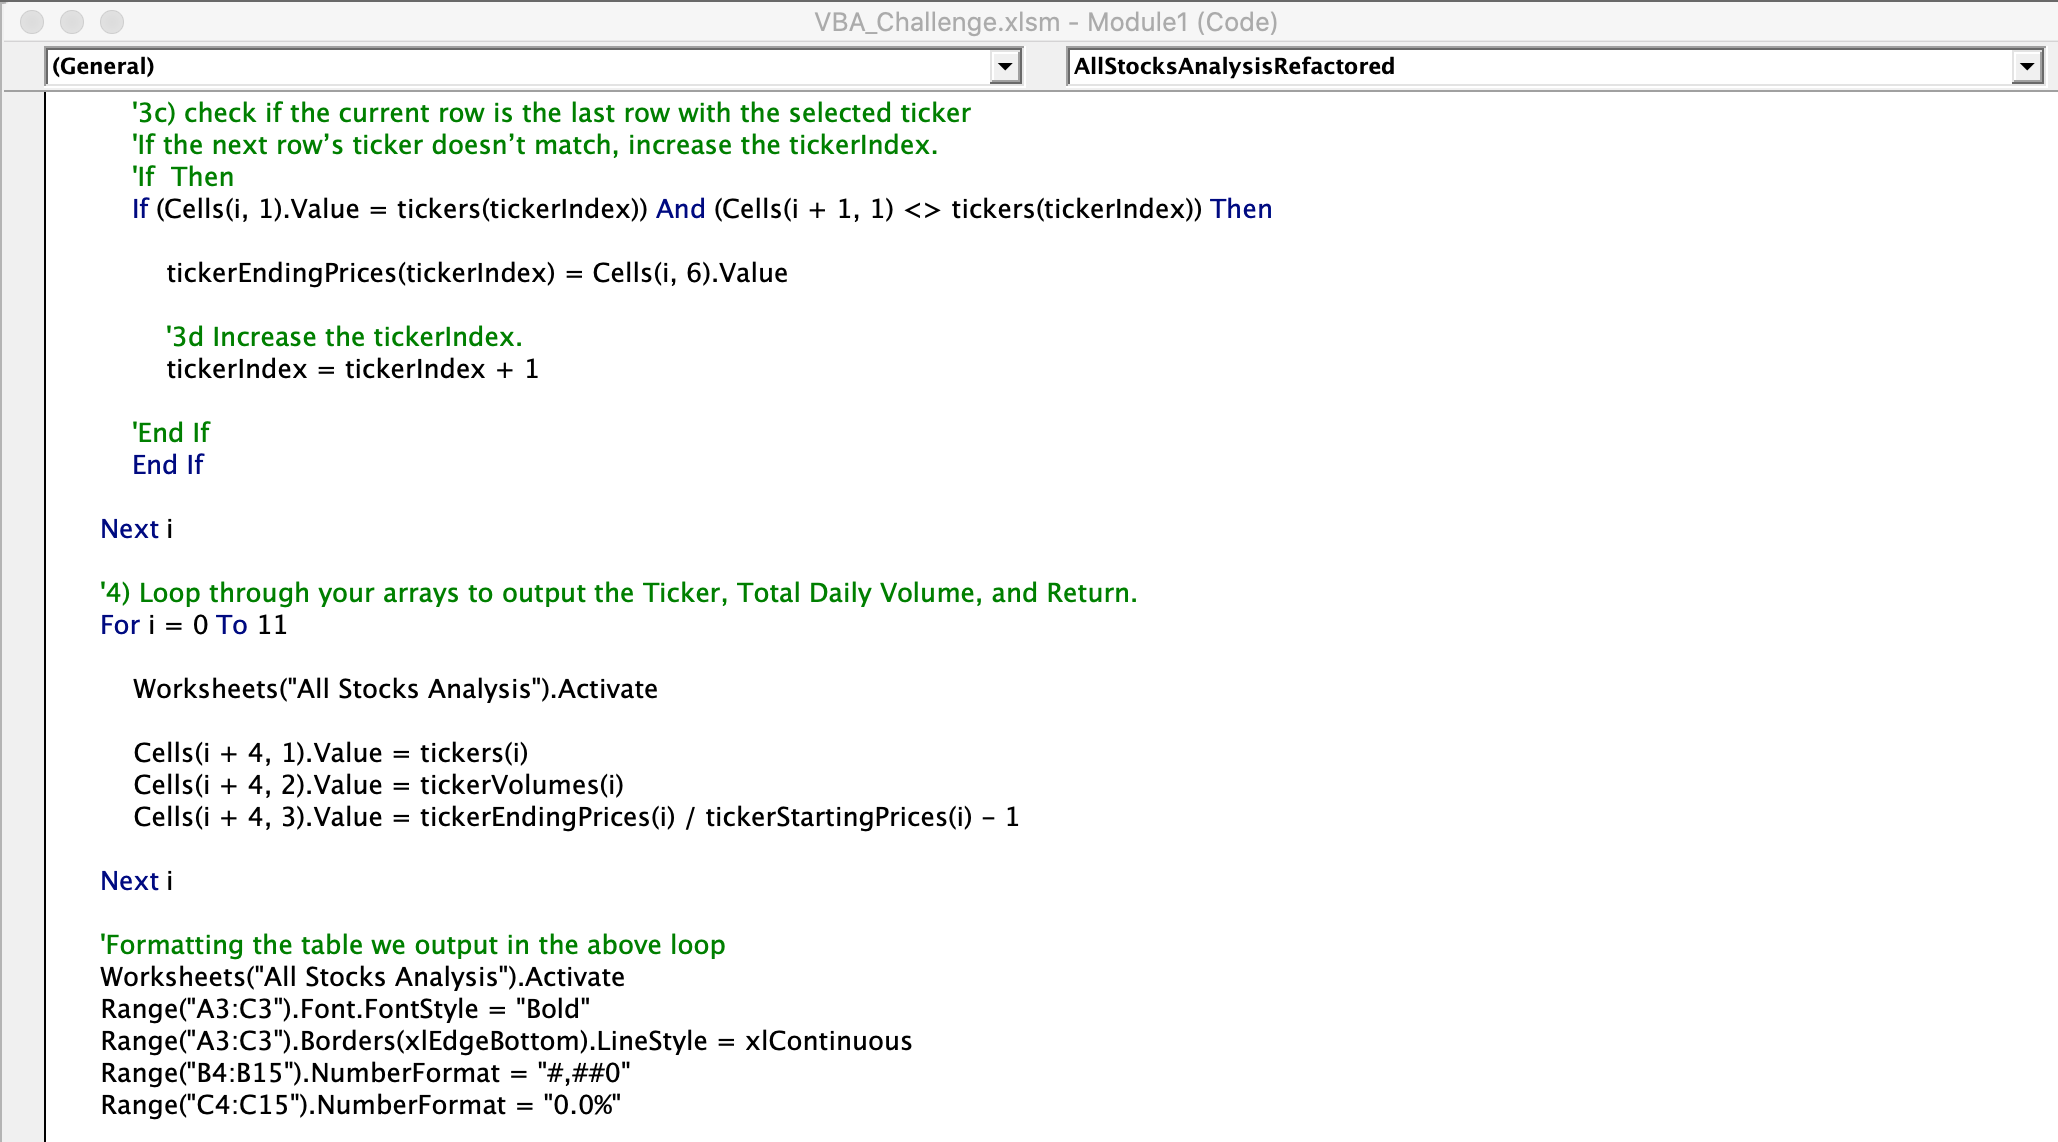 VBA_Challenge.xlsm - Module1 (Code)
(General)
AllStocksAnalysisRefactored
'3c) check if the current row is the last row with the selected ticker
'If the next row’s ticker doesn’t match, increase the tickerIndex.
'If  Then
If (Cells(i, 1).Value = tickers(tickerIndex)) And (Cells(i + 1, 1) <> tickers(tickerIndex)) Then
tickerEndingPrices(tickerIndex) = Cells(i, 6).Value
'3d Increase the tickerIndex.
tickerIndex = tickerIndex + 1
'End If
End If
Next i
'4) Loop through your arrays to output the Ticker, Total Daily Volume, and Return.
For i = 0 To 11
Worksheets("All Stocks Analysis").Activate
Cells(i + 4, 1).Value = tickers(i)
Cells(i + 4, 2).Value = tickerVolumes(i)
Cells(i + 4, 3).Value = tickerEndingPrices(i) / tickerStartingPrices(i) - 1
Next i
'Formatting the table we output in the above loop
Worksheets("All Stocks Analysis").Activate
Range("A3:C3").Font.FontStyle = "Bold"
Range("A3:C3").Borders(xlEdgeBottom).LineStyle = xlContinuous
Range("B4:B15").NumberFormat = "#,##0"
Range("C4:C15").NumberFormat = "0.0%"